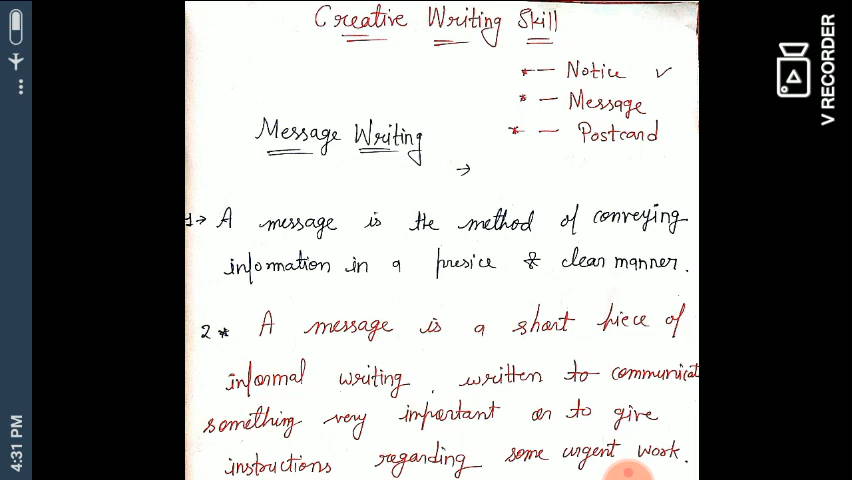 Creative Writing Skill
*— Notice ✓
* — Message
*— Postcard
Message Writing
→
1→ A message is the method of conveying
information in a presice & clear manner.
2* A message is a short piece of
informal writing, written to communicat
something very important or to give
instructions regarding some urgent work.
4:31 PM
V RECORDER